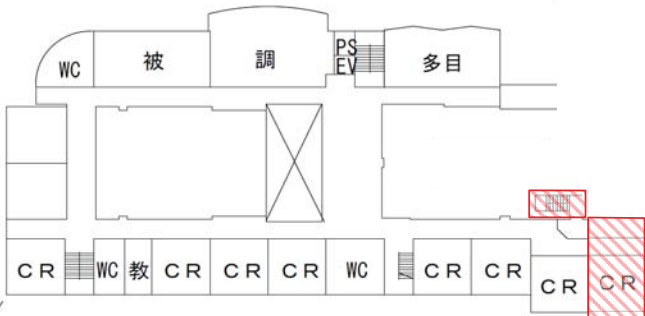 WC 被 調 PS 多目
EV
CR WC 教 CR CR CR WC CR CR CR CR